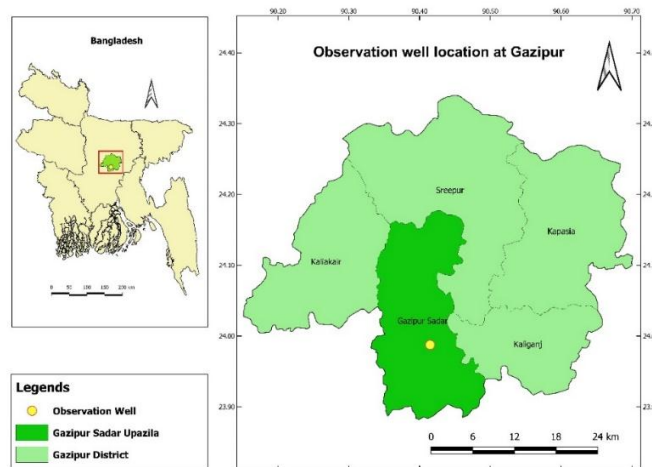 Bangladesh
0 50 100 150 200 km
Legends
Observation Well
Gazipur Sadar Upazila
Gazipur District
90.20 90.30 90.40 90.50 90.60 90.70
Observation well location at Gazipur
24.40
24.30
24.20
24.10
24.00
23.90
Sreepur
Kapasia
Kaliakair
Gazipur Sadar
Kaliganj
0 6 12 18 24 km